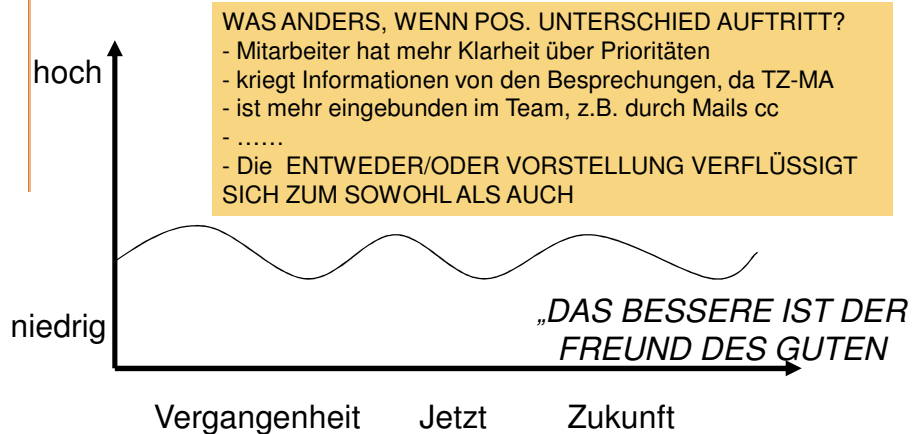 WAS ANDERS, WENN POS. UNTERSCHIED AUFTRITT?
- Mitarbeiter hat mehr Klarheit über Prioritäten
- kriegt Informationen von den Besprechungen, da TZ-MA
- ist mehr eingebunden im Team, z.B. durch Mails cc
- ......
- Die ENTWEDER/ODER VORSTELLUNG VERFLÜSSIGT
SICH ZUM SOWOHL ALS AUCH
hoch
niedrig
„DAS BESSERE IST DER
FREUND DES GUTEN
Vergangenheit Jetzt Zukunft